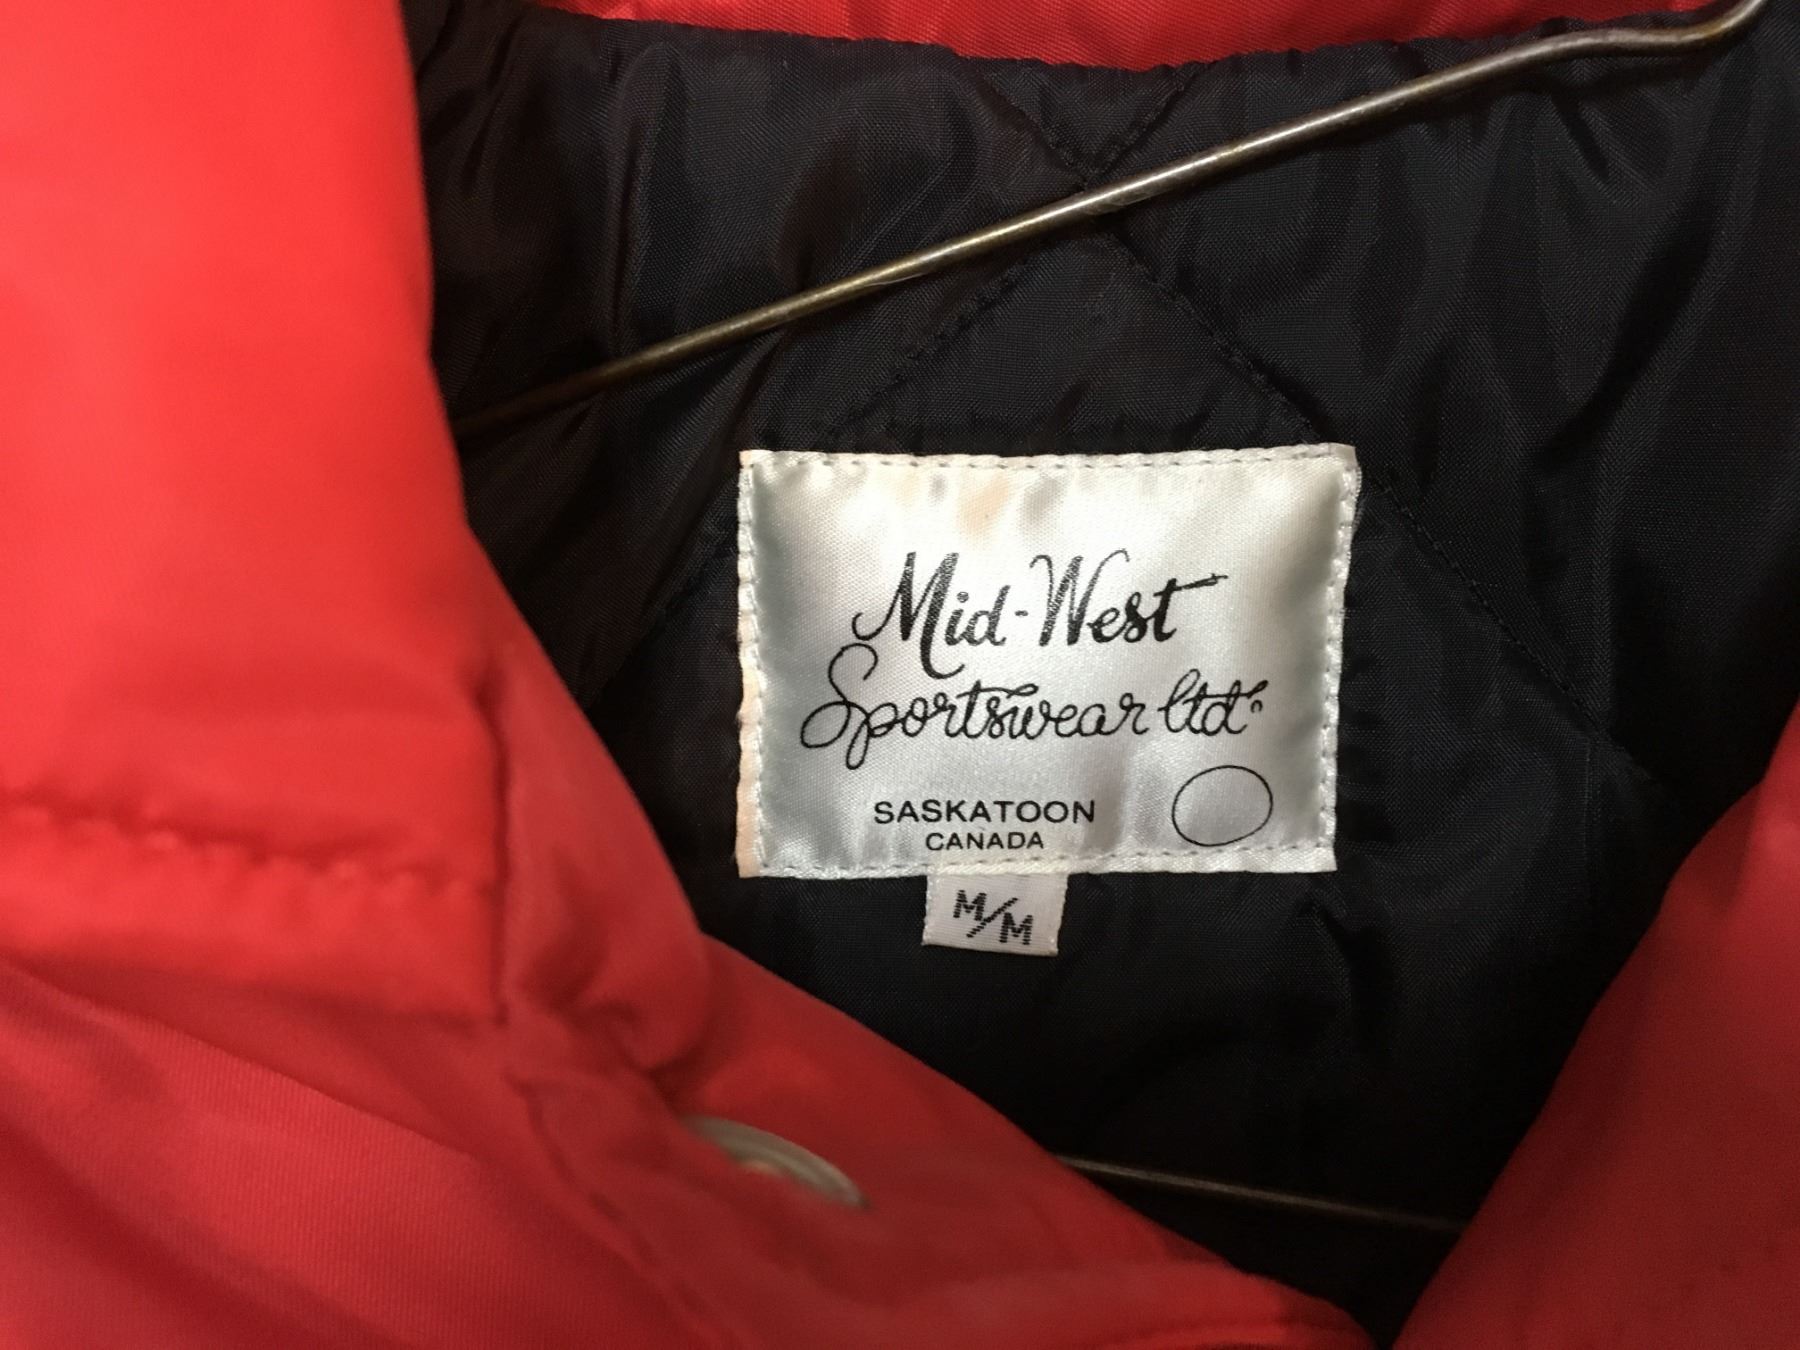 Mid-West
Sportswear Ltd.
SASKATOON
CANADA
M/M